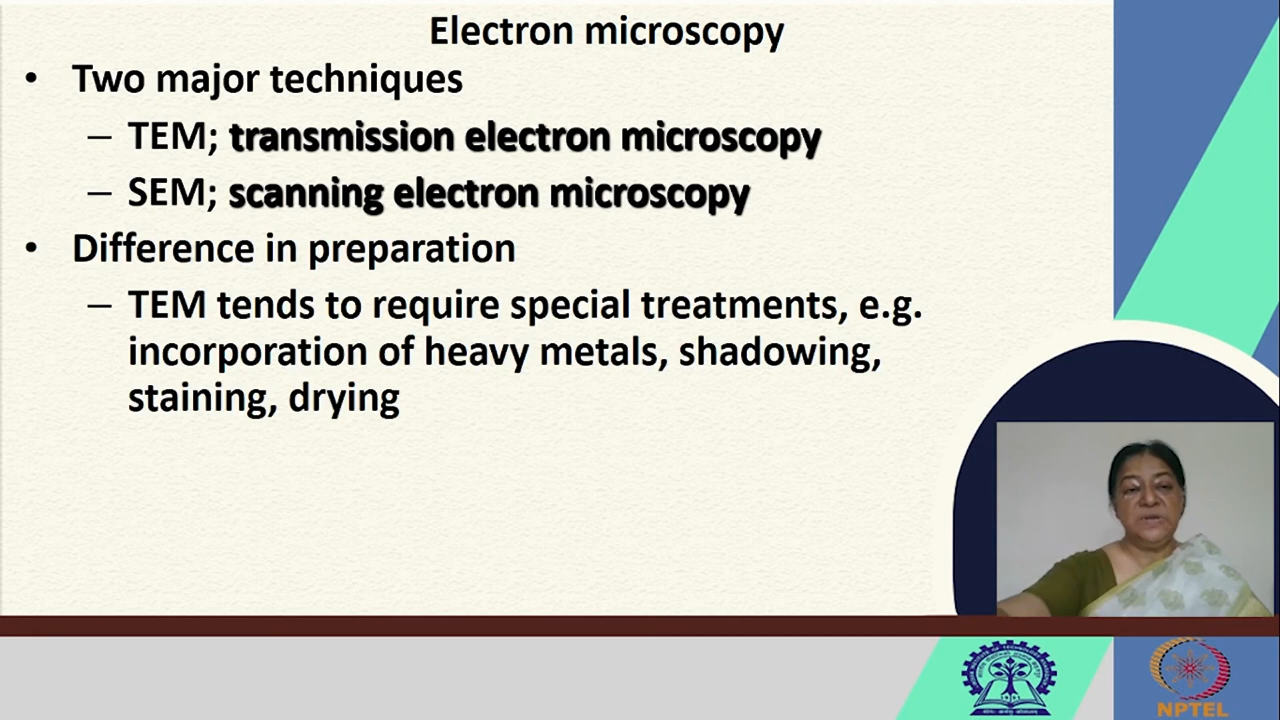 Electron microscopy
• Two major techniques
– TEM; transmission electron microscopy
– SEM; scanning electron microscopy
• Difference in preparation
– TEM tends to require special treatments, e.g.
incorporation of heavy metals, shadowing,
staining, drying
NPTEL